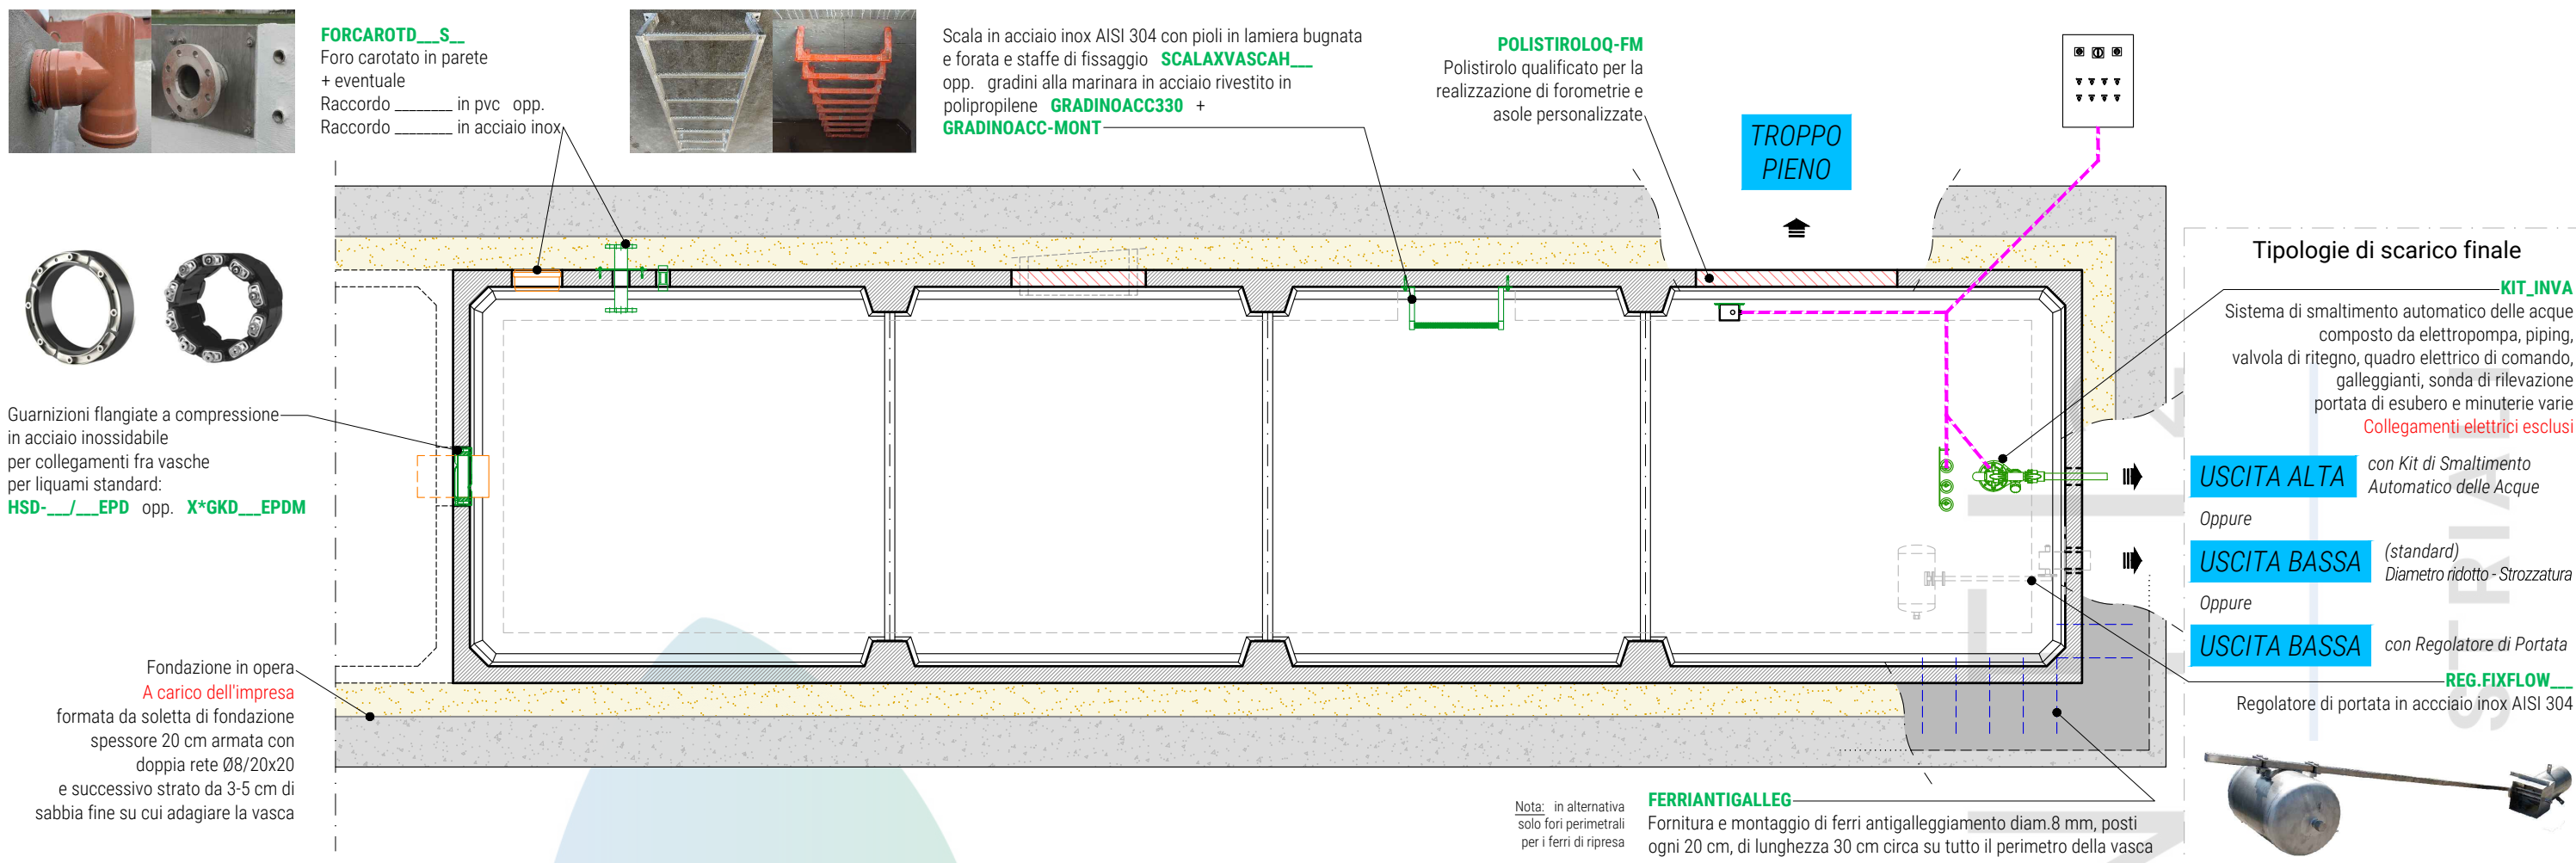 FORCAROTD___S__
Foro carotato in parete
+ eventuale
Raccordo ________ in pvc opp.
Raccordo ________ in acciaio inox
Scala in acciaio inox AISI 304 con pioli in lamiera bugnata
e forata e staffe di fissaggio SCALAXVASCAH___
opp. gradini alla marinara in acciaio rivestito in
polipropilene GRADINOACC330 +
GRADINOACC-MONT
POLISTIROLOQ-FM
Polistirolo qualificato per la
realizzazione di forometrie e
asole personalizzate
TROPPO
PIENO
Guarnizioni flangiate a compressione
in acciaio inossidabile
per collegamenti fra vasche
per liquami standard:
HSD-___/___EPD opp. X*GKD___EPDM
Fondazione in opera
A carico dell'impresa
formata da soletta di fondazione
spessore 20 cm armata con
doppia rete Ø8/20x20
e successivo strato da 3-5 cm di
sabbia fine su cui adagiare la vasca
Tipologie di scarico finale
KIT_INVA
Sistema di smaltimento automatico delle acque
composto da elettropompa, piping,
valvola di ritegno, quadro elettrico di comando,
galleggianti, sonda di rilevazione
portata di esubero e minuterie varie
Collegamenti elettrici esclusi
USCITA ALTA
con Kit di Smaltimento
Automatico delle Acque
Oppure
USCITA BASSA
(standard)
Diametro ridotto - Strozzatura
Oppure
USCITA BASSA
con Regolatore di Portata
REG.FIXFLOW___
Regolatore di portata in accciaio inox AISI 304
Nota: in alternativa
solo fori perimetrali
per i ferri di ripresa
FERRIANTIGALLEG
Fornitura e montaggio di ferri antigalleggiamento diam.8 mm, posti
ogni 20 cm, di lunghezza 30 cm circa su tutto il perimetro della vasca